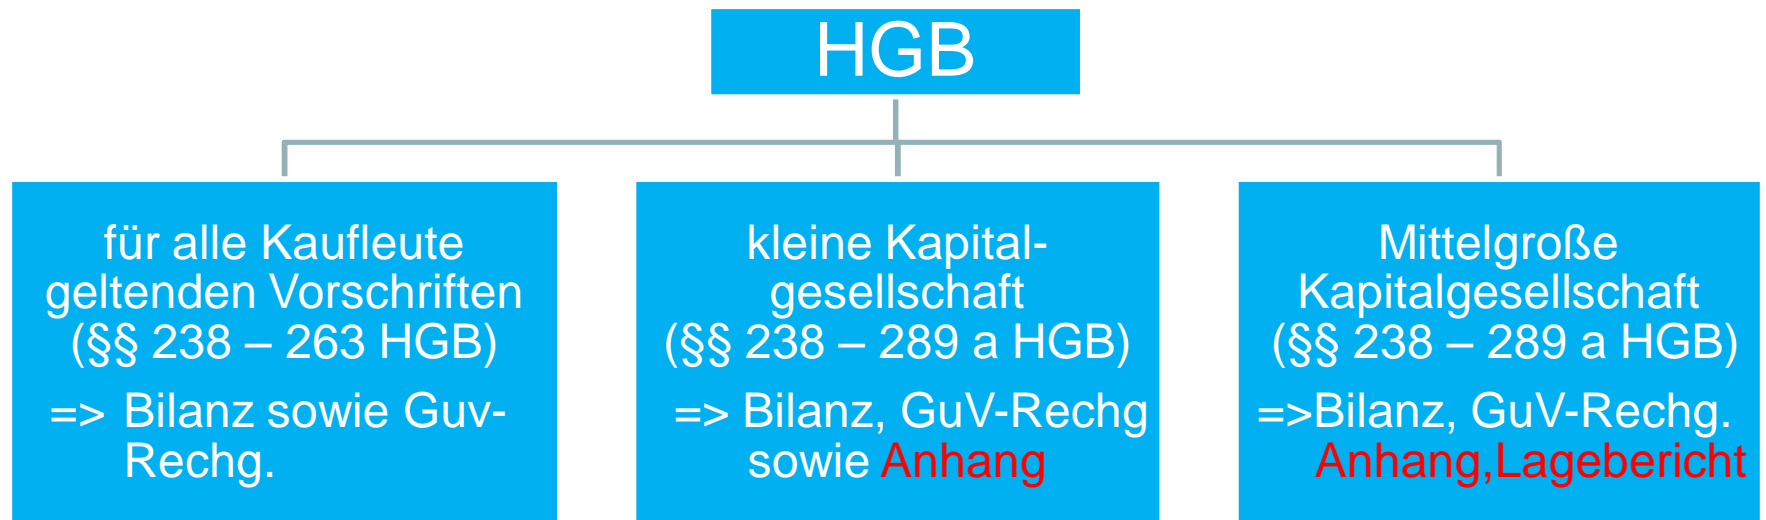 HGB
für alle Kaufleute
geltenden Vorschriften
(§§ 238 – 263 HGB)
=> Bilanz sowie Guv-
Rechg.
kleine Kapital-
gesellschaft
(§§ 238 – 289 a HGB)
=> Bilanz, GuV-Rechg
sowie Anhang
Mittelgroße
Kapitalgesellschaft
(§§ 238 – 289 a HGB)
=>Bilanz, GuV-Rechg.
Anhang,Lagebericht